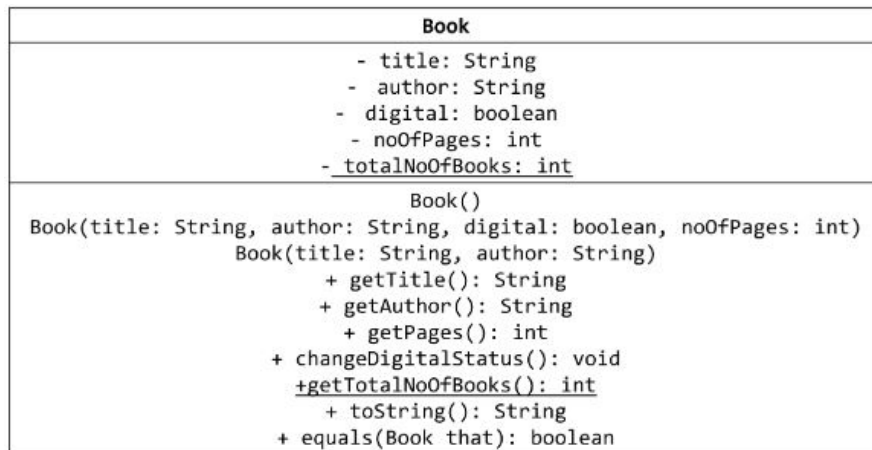 Book
- title: String
- author: String
- digital: boolean
- noOfPages: int
- totalNoOfBooks: int
Book()
Book(title: String, author: String, digital: boolean, noOfPages: int)
Book(title: String, author: String)
+ getTitle(): String
+ getAuthor(): String
+ getPages(): int
+ changeDigitalStatus(): void
+getTotalNoOfBooks(): int
+ toString(): String
+ equals(Book that): boolean